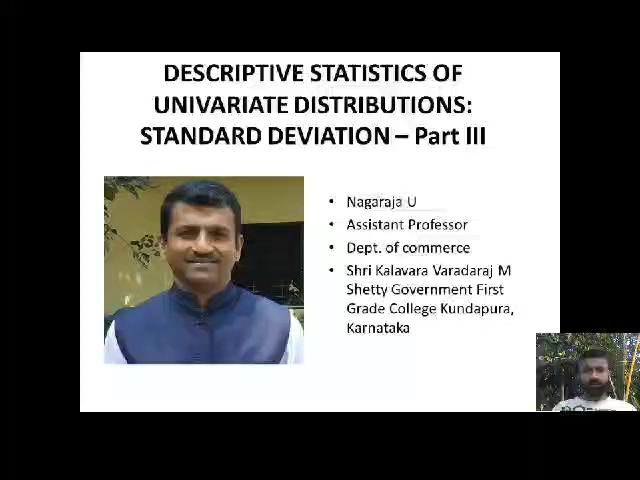 DESCRIPTIVE STATISTICS OF
UNIVARIATE DISTRIBUTIONS:
STANDARD DEVIATION – Part III
• Nagaraja U
• Assistant Professor
• Dept. of commerce
• Shri Kalavara Varadaraj M
Shetty Government First
Grade College Kundapura,
Karnataka